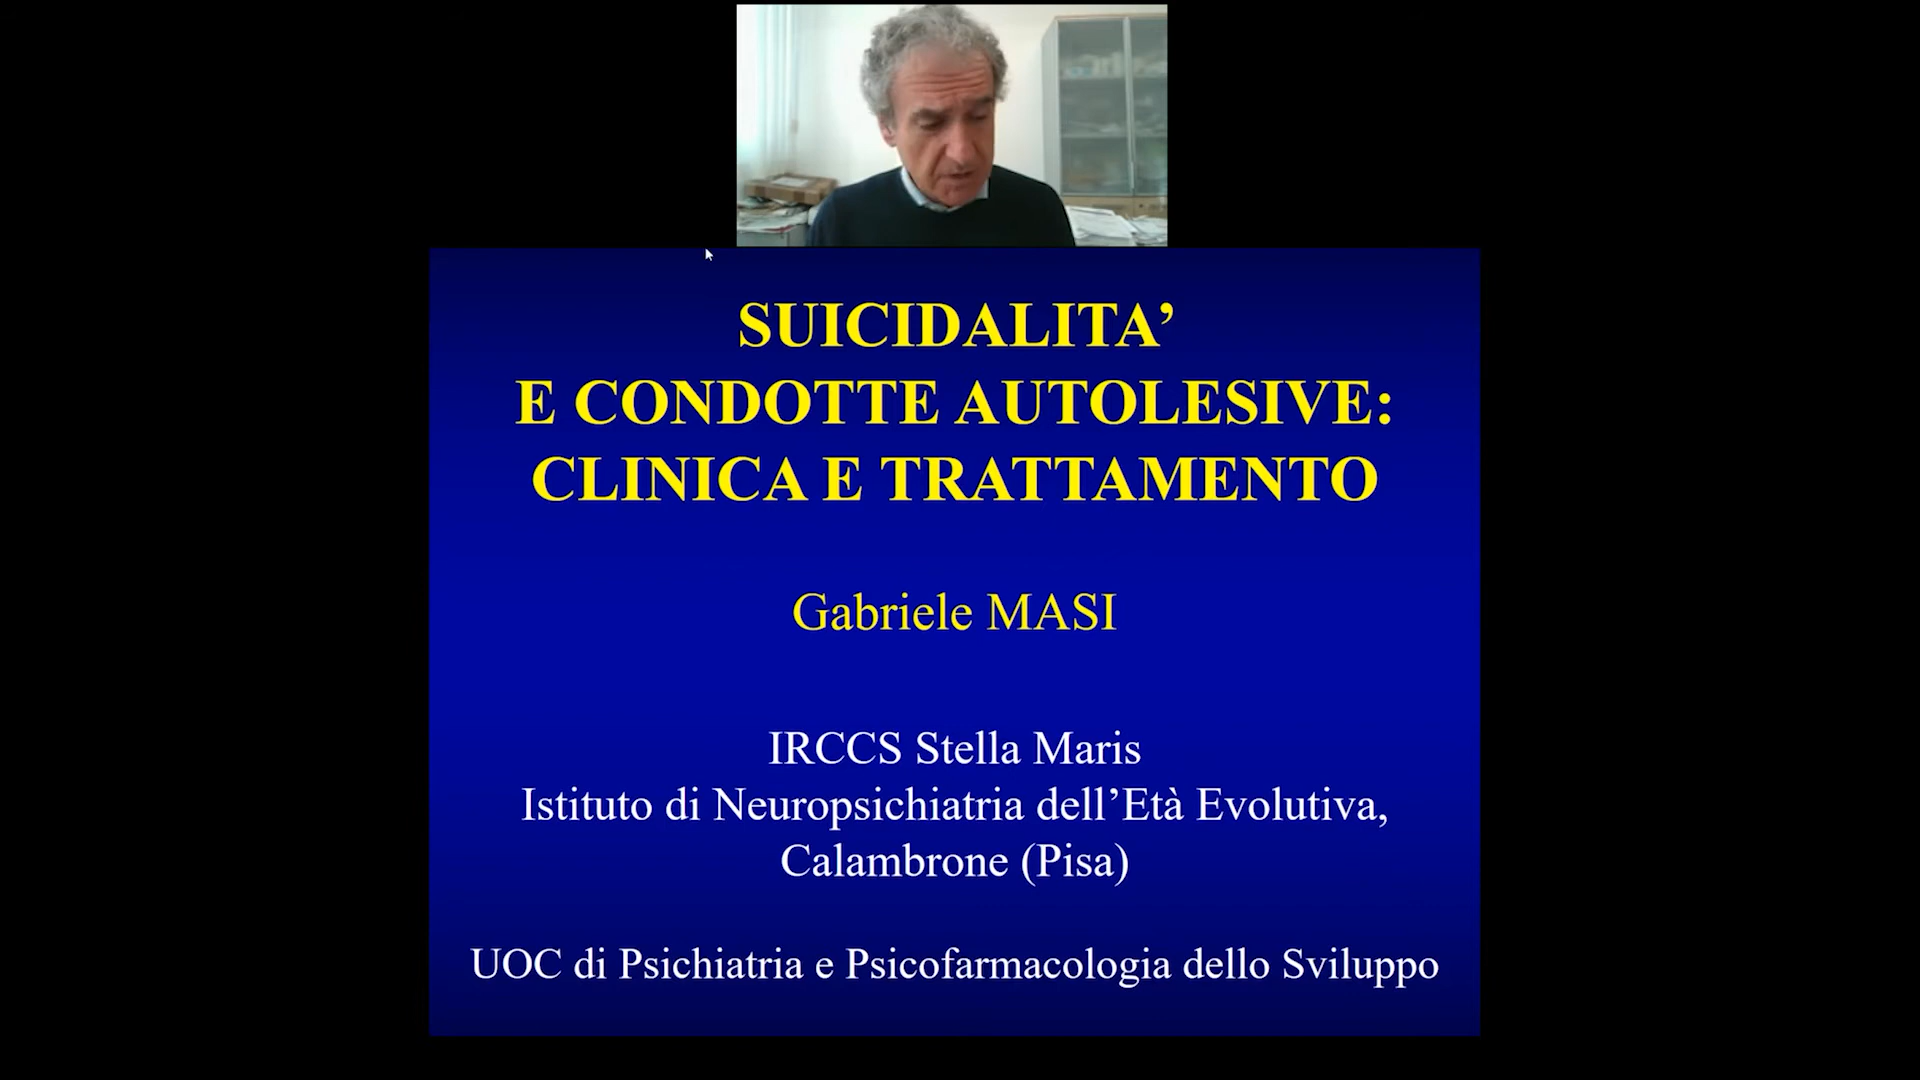 SUICIDALITA’
E CONDOTTE AUTOLESIVE:
CLINICA E TRATTAMENTO
Gabriele MASI
IRCCS Stella Maris
Istituto di Neuropsichiatria dell’Età Evolutiva,
Calambrone (Pisa)
UOC di Psichiatria e Psicofarmacologia dello Sviluppo